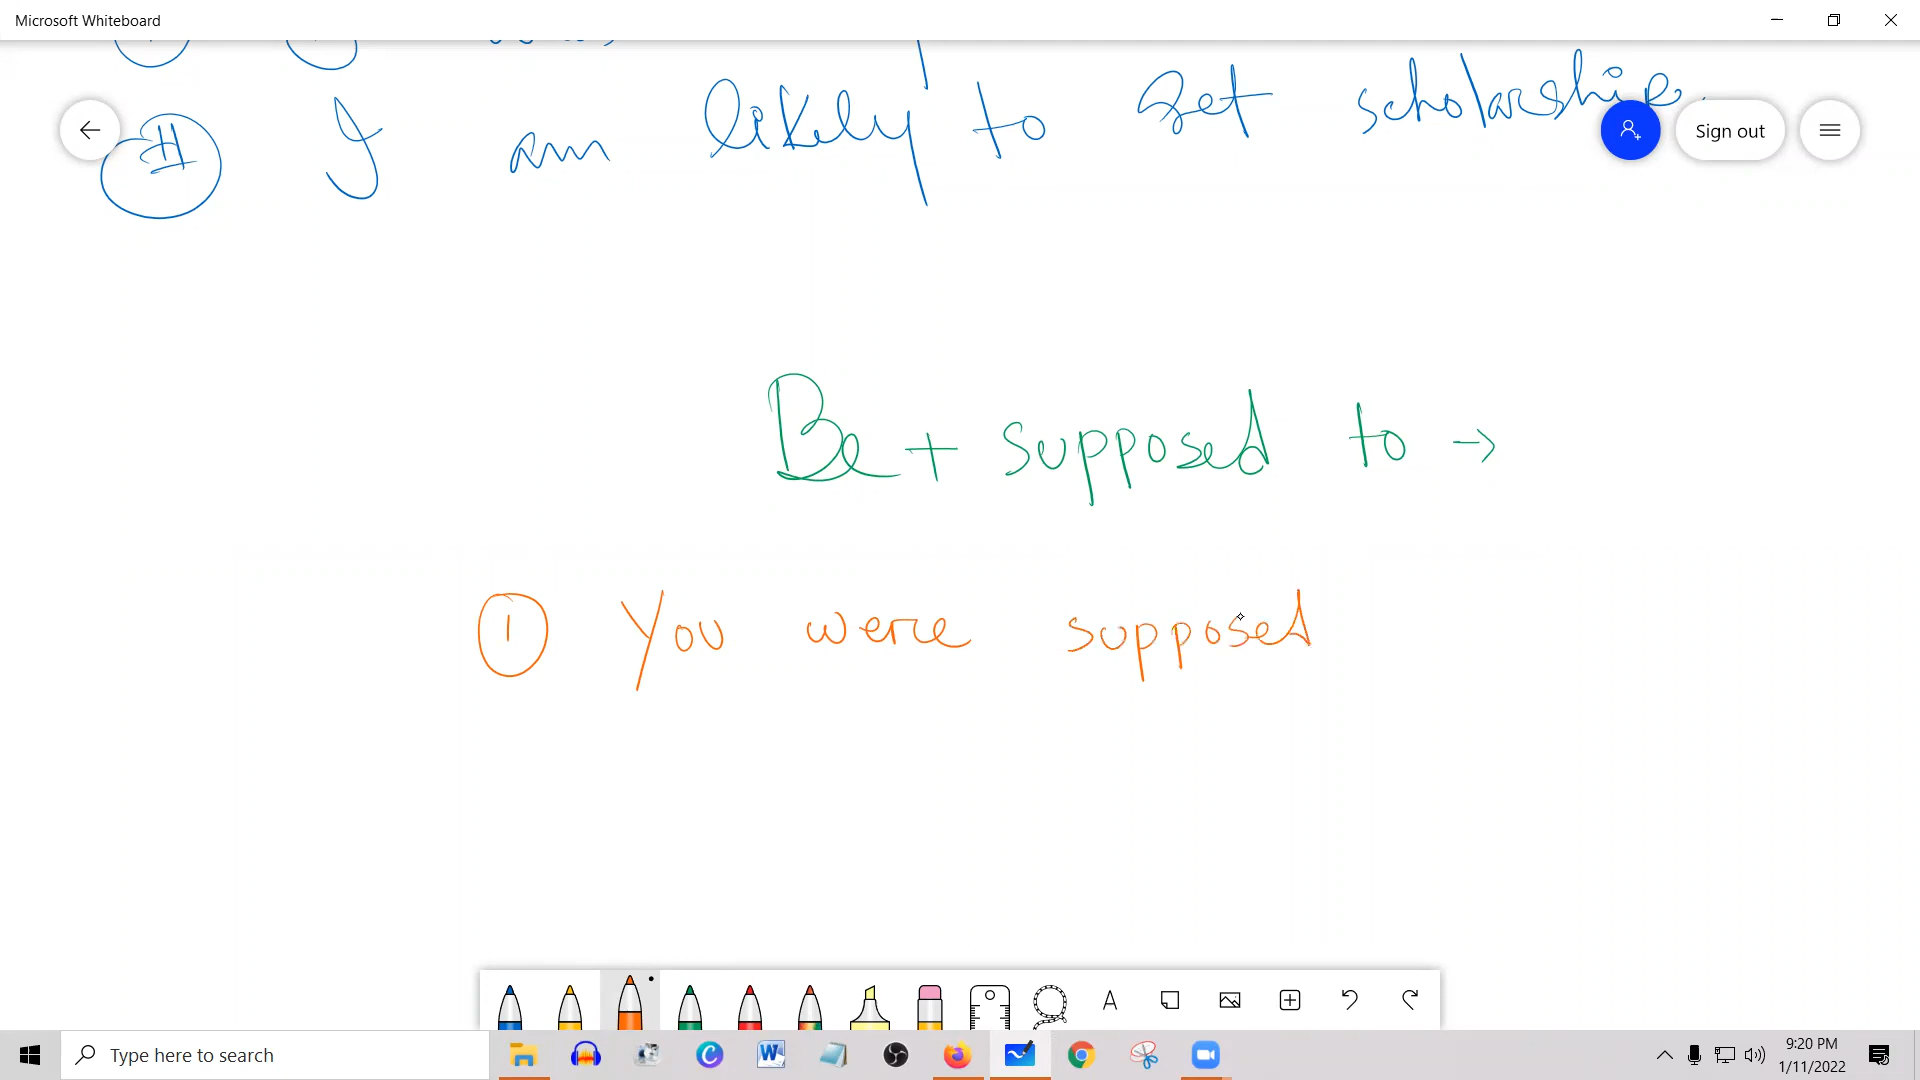 Microsoft Whiteboard
II I am likely to get scholarship.
Sign out
Be + supposed to →
1 You were supposed
A
Type here to search
9:20 PM
1/11/2022